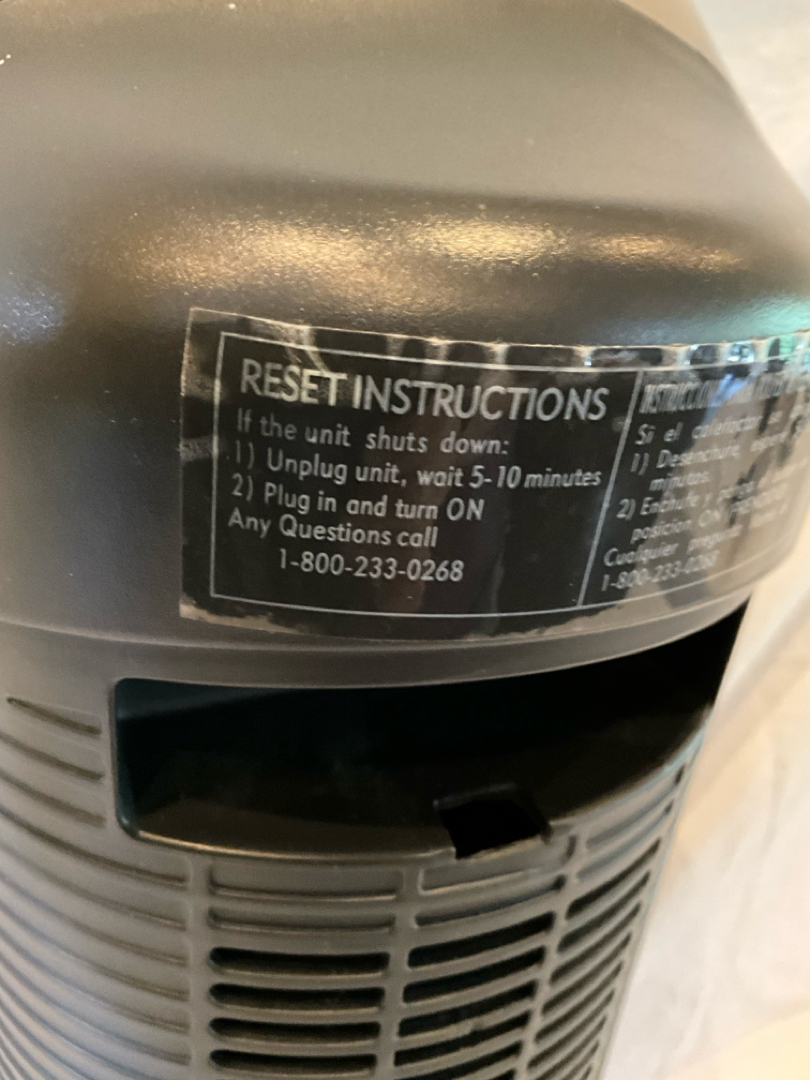 RESET INSTRUCTIONS
If the unit shuts down:
1) Unplug unit, wait 5-10 minutes
2) Plug in and turn ON
Any Questions call
1-800-233-0268
Si el calefactor
1) Desenchufe,
minutos.
2) Enchufe y
posicion ON
Cualquier
1-800-233-0268